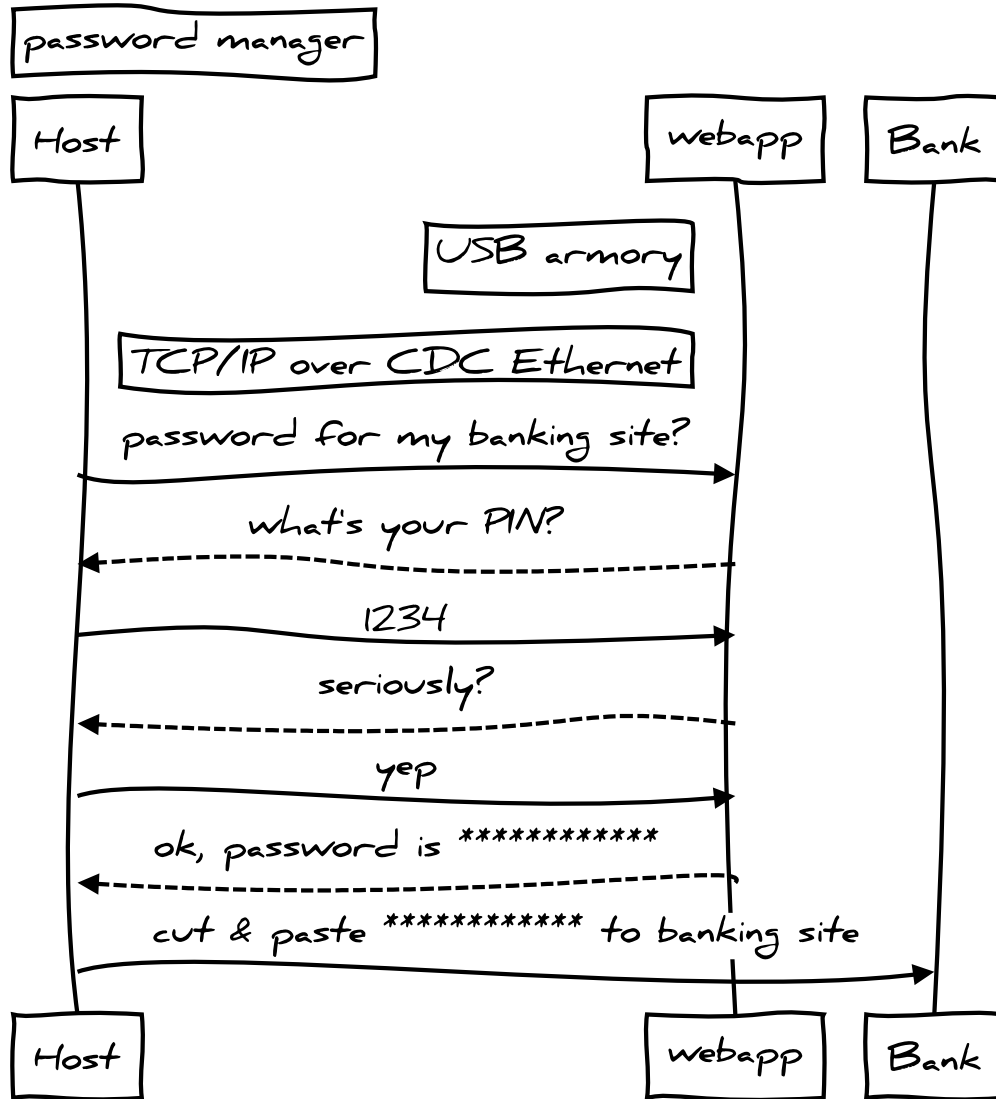 password manager
Host webapp Bank
USB armory
TCP/IP over CDC Ethernet
password for my banking site?
what's your PIN?
1234
seriously?
yep
ok, password is ************
cut & paste ************ to banking site
Host webapp Bank